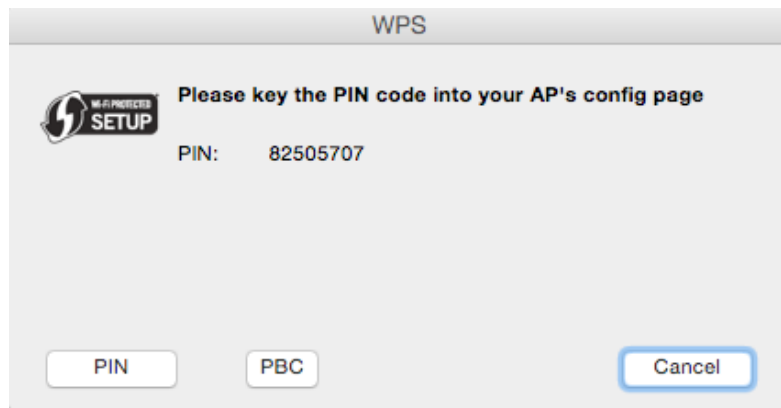 WPS
Wi-Fi PROTECTED
SETUP
Please key the PIN code into your AP's config page
PIN: 82505707
PIN PBC Cancel